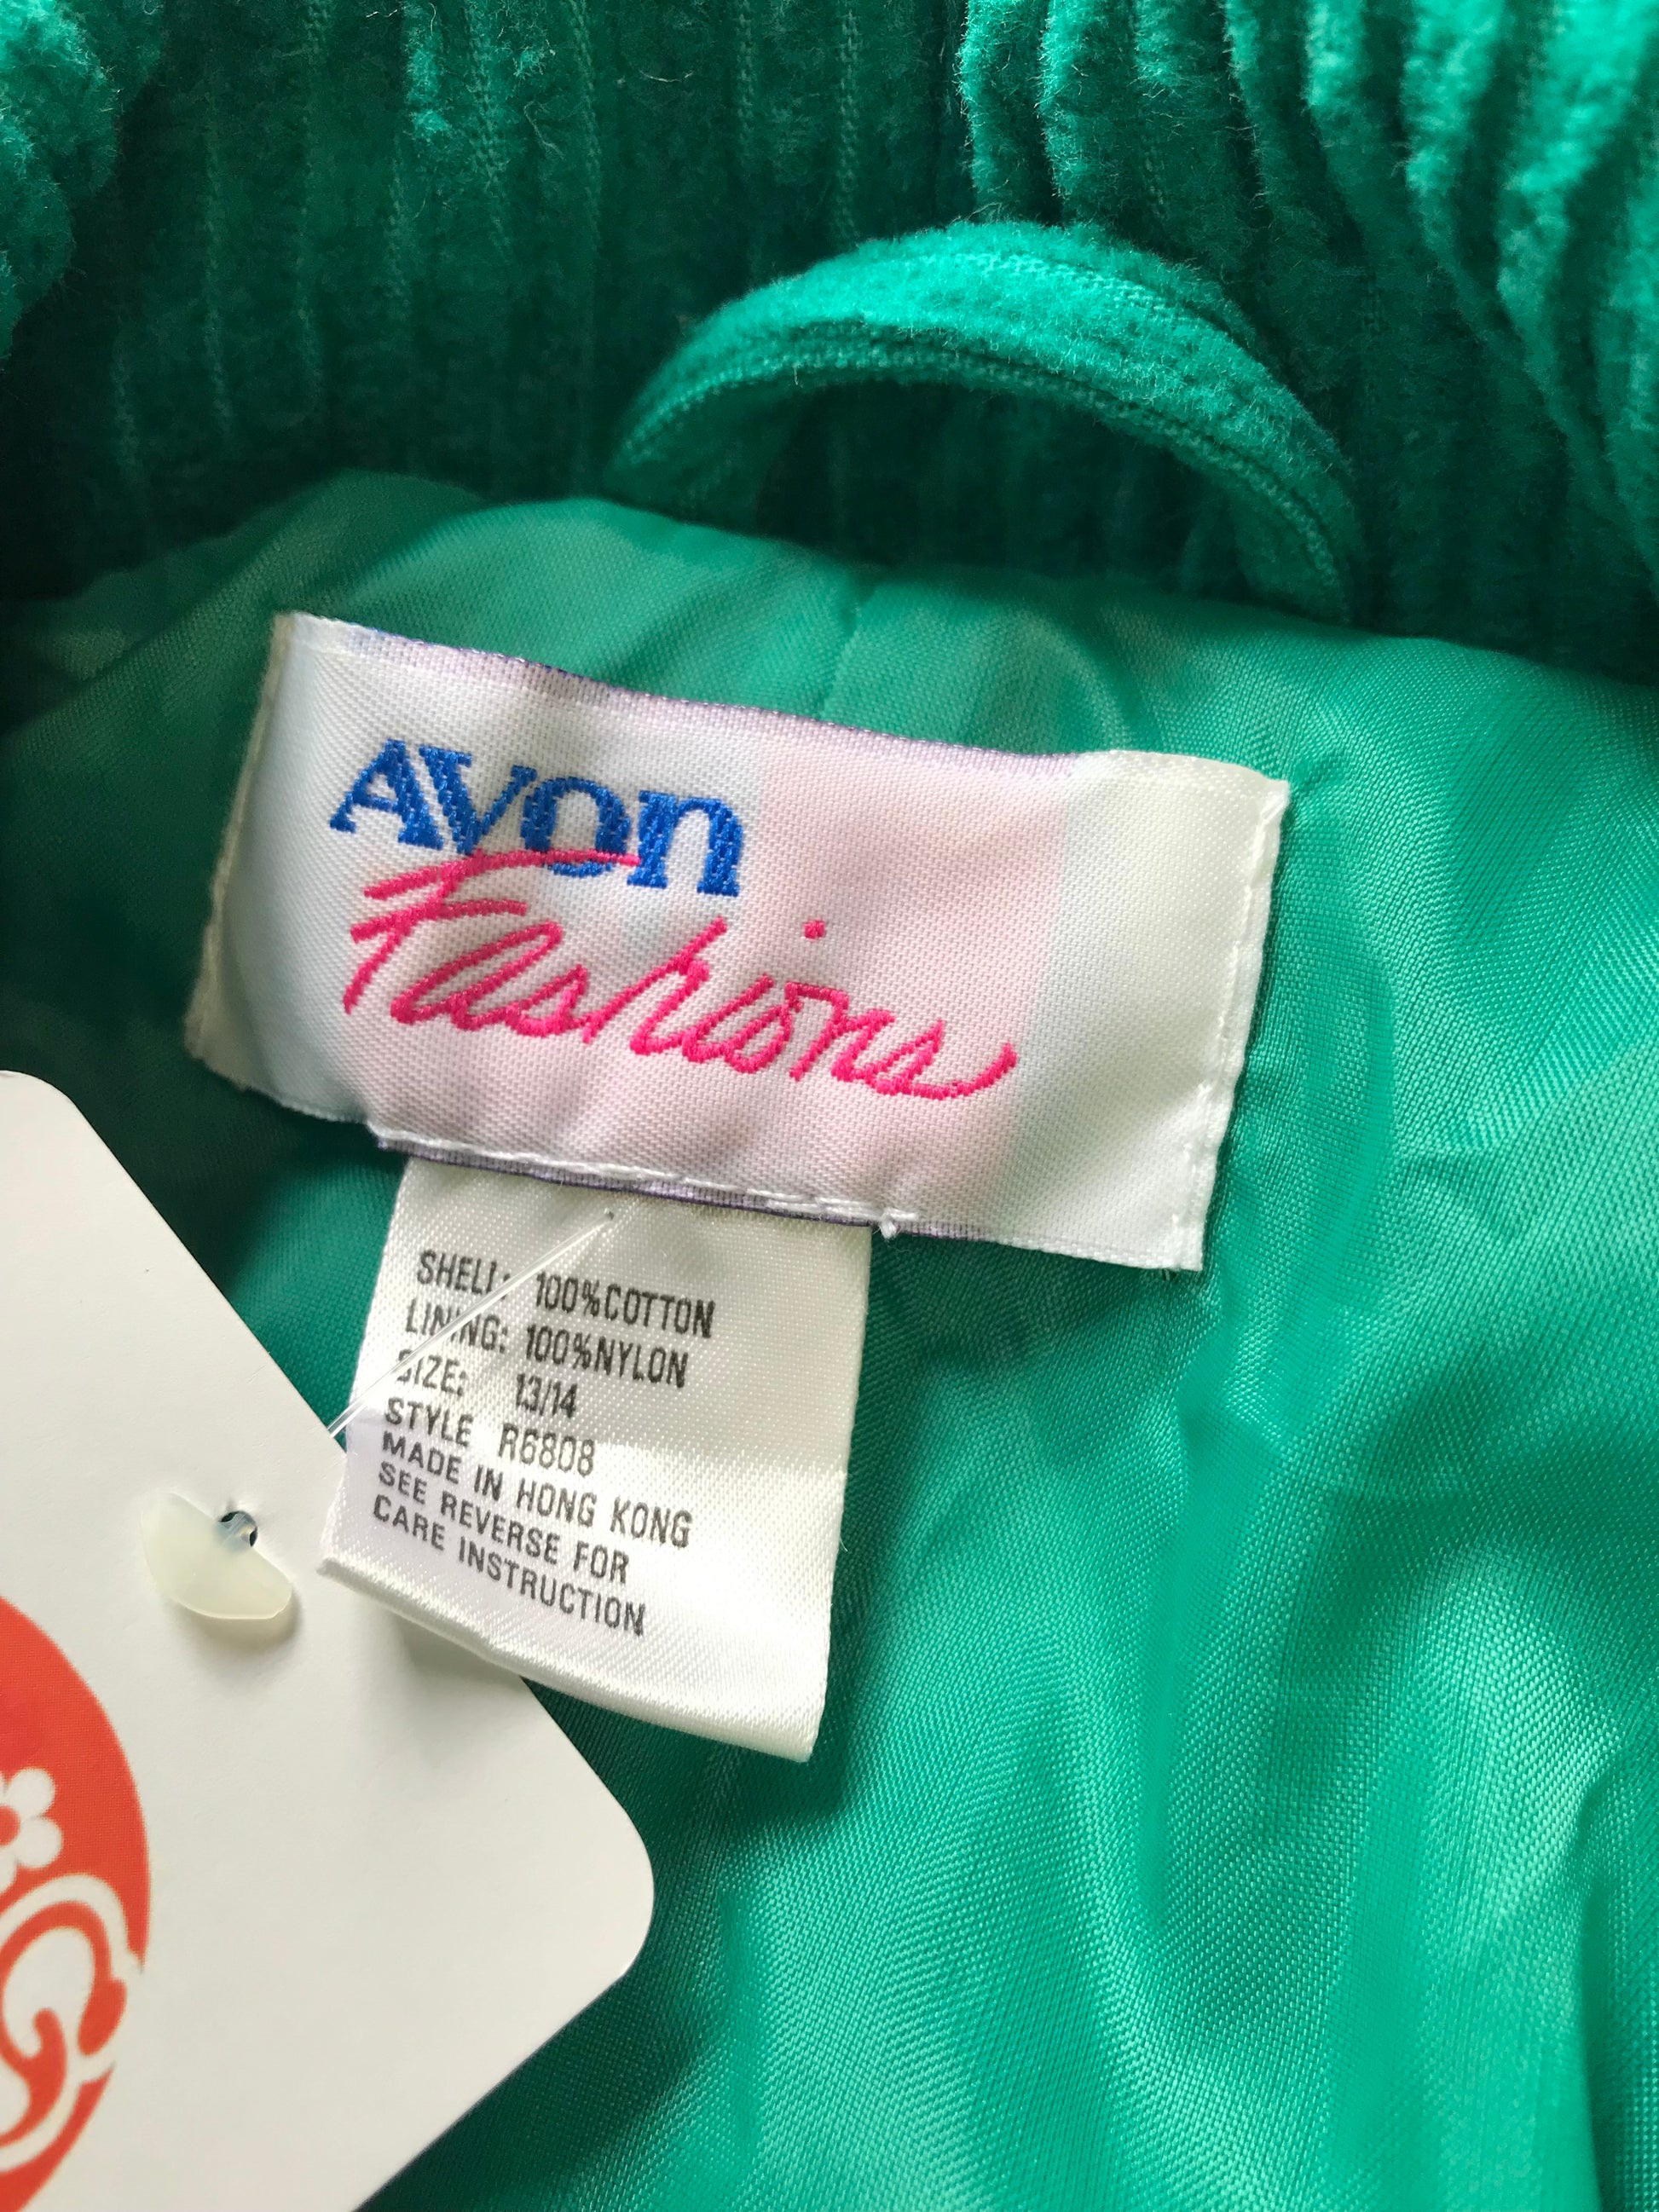 AVON
Fashions
SHELL: 100%COTTON
LINING: 100%NYLON
SIZE: 13/14
STYLE R6808
MADE IN HONG KONG
SEE REVERSE FOR
CARE INSTRUCTION